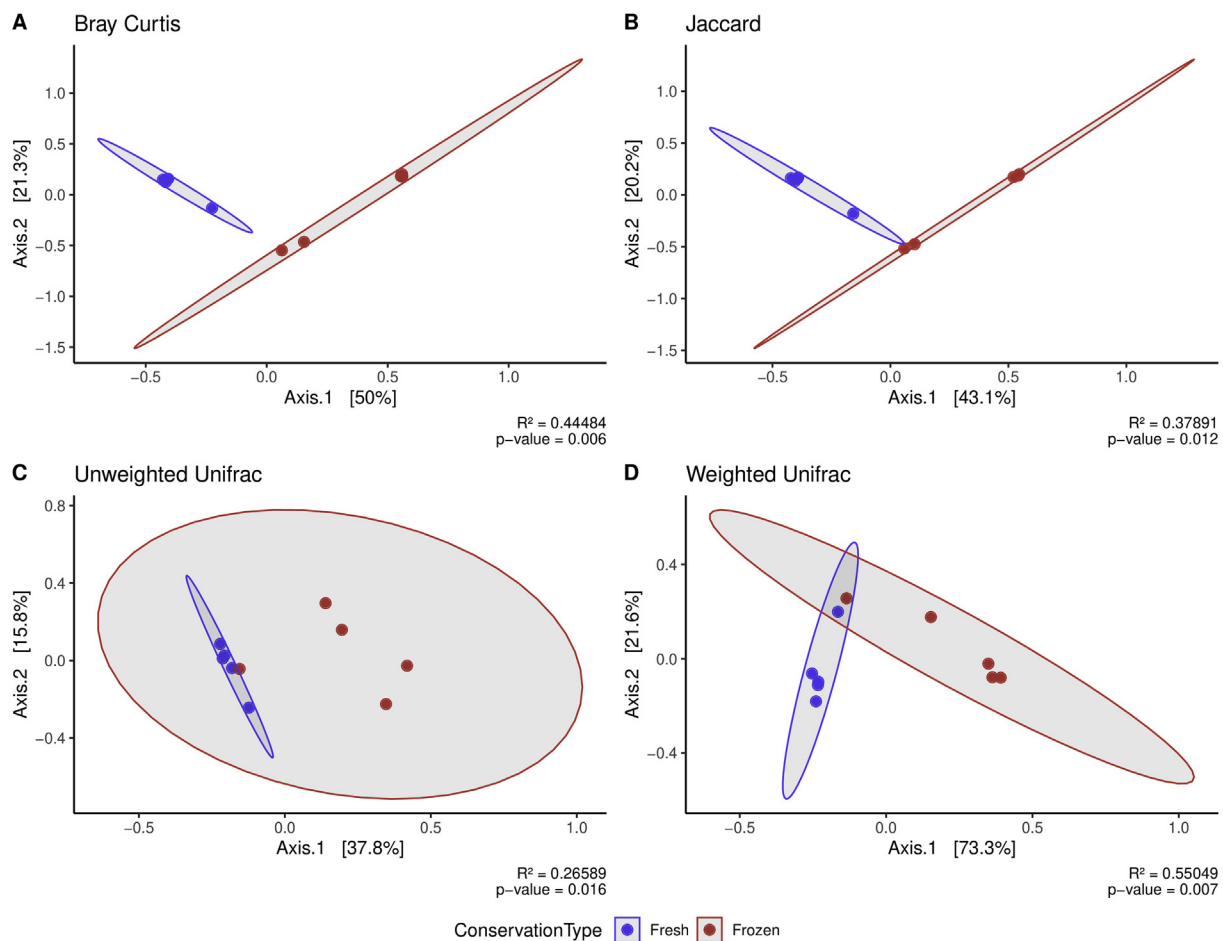 A Bray Curtis
1.0
0.5
0.0
−0.5
−1.0
−1.5
Axis.2 [21.3%]
−0.5 0.0 0.5 1.0
Axis.1 [50%]
R² = 0.44484
p−value = 0.006
B Jaccard
1.0
0.5
0.0
−0.5
−1.0
−1.5
Axis.2 [20.2%]
−0.5 0.0 0.5 1.0
Axis.1 [43.1%]
R² = 0.37891
p−value = 0.012
C Unweighted Unifrac
0.8
0.4
0.0
−0.4
Axis.2 [15.8%]
−0.5 0.0 0.5 1.0
Axis.1 [37.8%]
R² = 0.26589
p−value = 0.016
D Weighted Unifrac
0.4
0.0
−0.4
Axis.2 [21.6%]
−0.5 0.0 0.5 1.0
Axis.1 [73.3%]
R² = 0.55049
p−value = 0.007
ConservationType Fresh Frozen